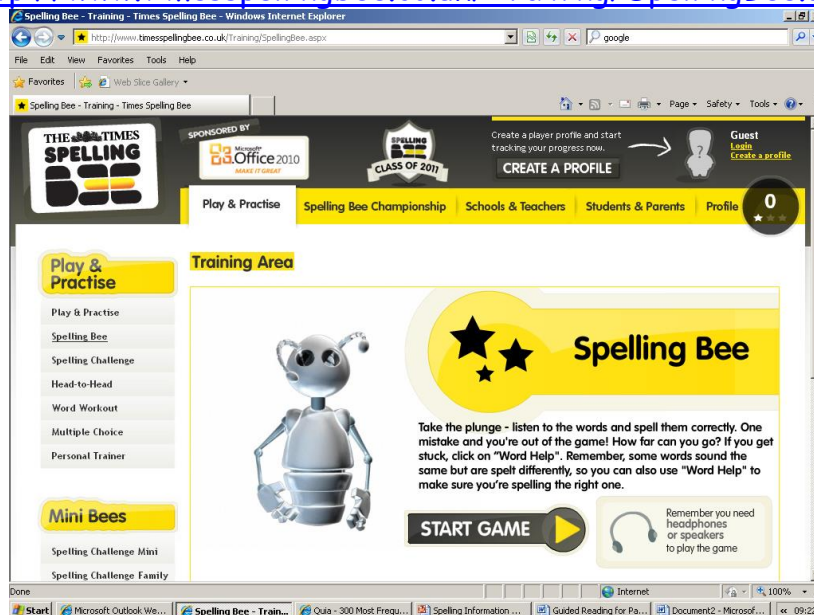 Spelling Bee - Training - Times Spelling Bee - Windows Internet Explorer
http://www.timesspellingbee.co.uk/Training/SpellingBee.aspx
google
File Edit View Favorites Tools Help
Favorites Web Slice Gallery
Spelling Bee - Training - Times Spelling Bee
Page Safety Tools
THE TIMES
SPELLING
BEE
SPONSORED BY
Microsoft
Office 2010
MAKE IT GREAT
SPELLING
BEE
CLASS OF 2011
Create a player profile and start
tracking your progress now.
CREATE A PROFILE
?
Guest
Login
Create a profile
Play & Practise Spelling Bee Championship Schools & Teachers Students & Parents Profile 0
Play &
Practise
Play & Practise
Spelling Bee
Spelling Challenge
Head-to-Head
Word Workout
Multiple Choice
Personal Trainer
Mini Bees
Spelling Challenge Mini
Spelling Challenge Family
Training Area
Spelling Bee
Take the plunge - listen to the words and spell them correctly. One
mistake and you're out of the game! How far can you go? If you get
stuck, click on "Word Help". Remember, some words sound the
same but are spelt differently, so you can also use "Word Help" to
make sure you're spelling the right one.
START GAME
Remember you need
headphones
or speakers
to play the game
Done Internet 100%
Start Microsoft Outlook We... Spelling Bee - Train... Quia - 300 Most Frequ... Spelling Information ... Guided Reading for Pa... Document2 - Microsof... « 09:22